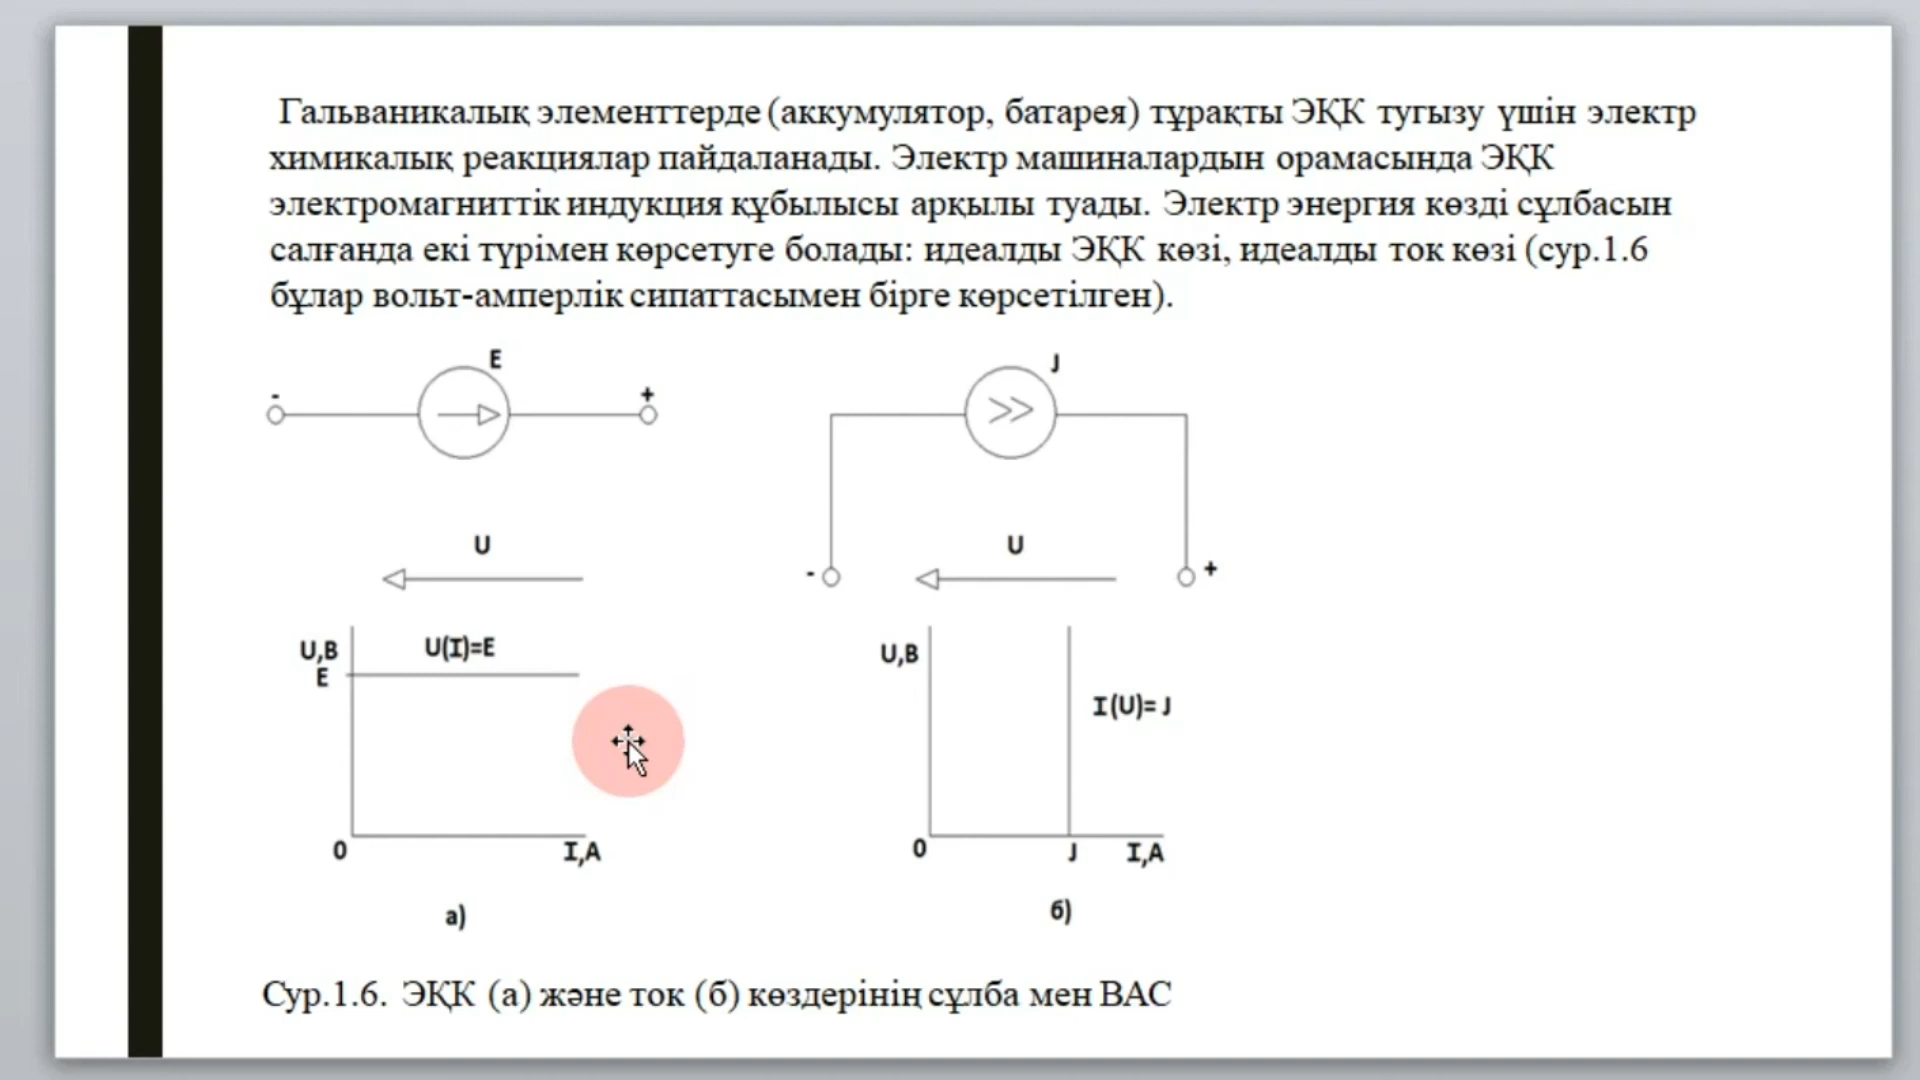 Гальваникалық элементтерде (аккумулятор, батарея) тұрақты ЭҚК тугызу үшін электр
химикалық реакциялар пайдаланады. Электр машиналардын орамасында ЭҚК
электромагниттік индукция құбылысы арқылы туады. Электр энергия көзді сұлбасын
салғанда екі түрімен көрсетуге болады: идеалды ЭҚК көзі, идеалды ток көзі (сур.1.6
бұлар вольт-амперлік сипаттасымен бірге көрсетілген).
E
- +
J
U
U
- +
U,B
U(I)=E
E
0
I,A
а)
U,B
I(U)= J
0
J
I,A
б)
Сур.1.6. ЭҚК (а) және ток (б) көздерінің сұлба мен ВАС